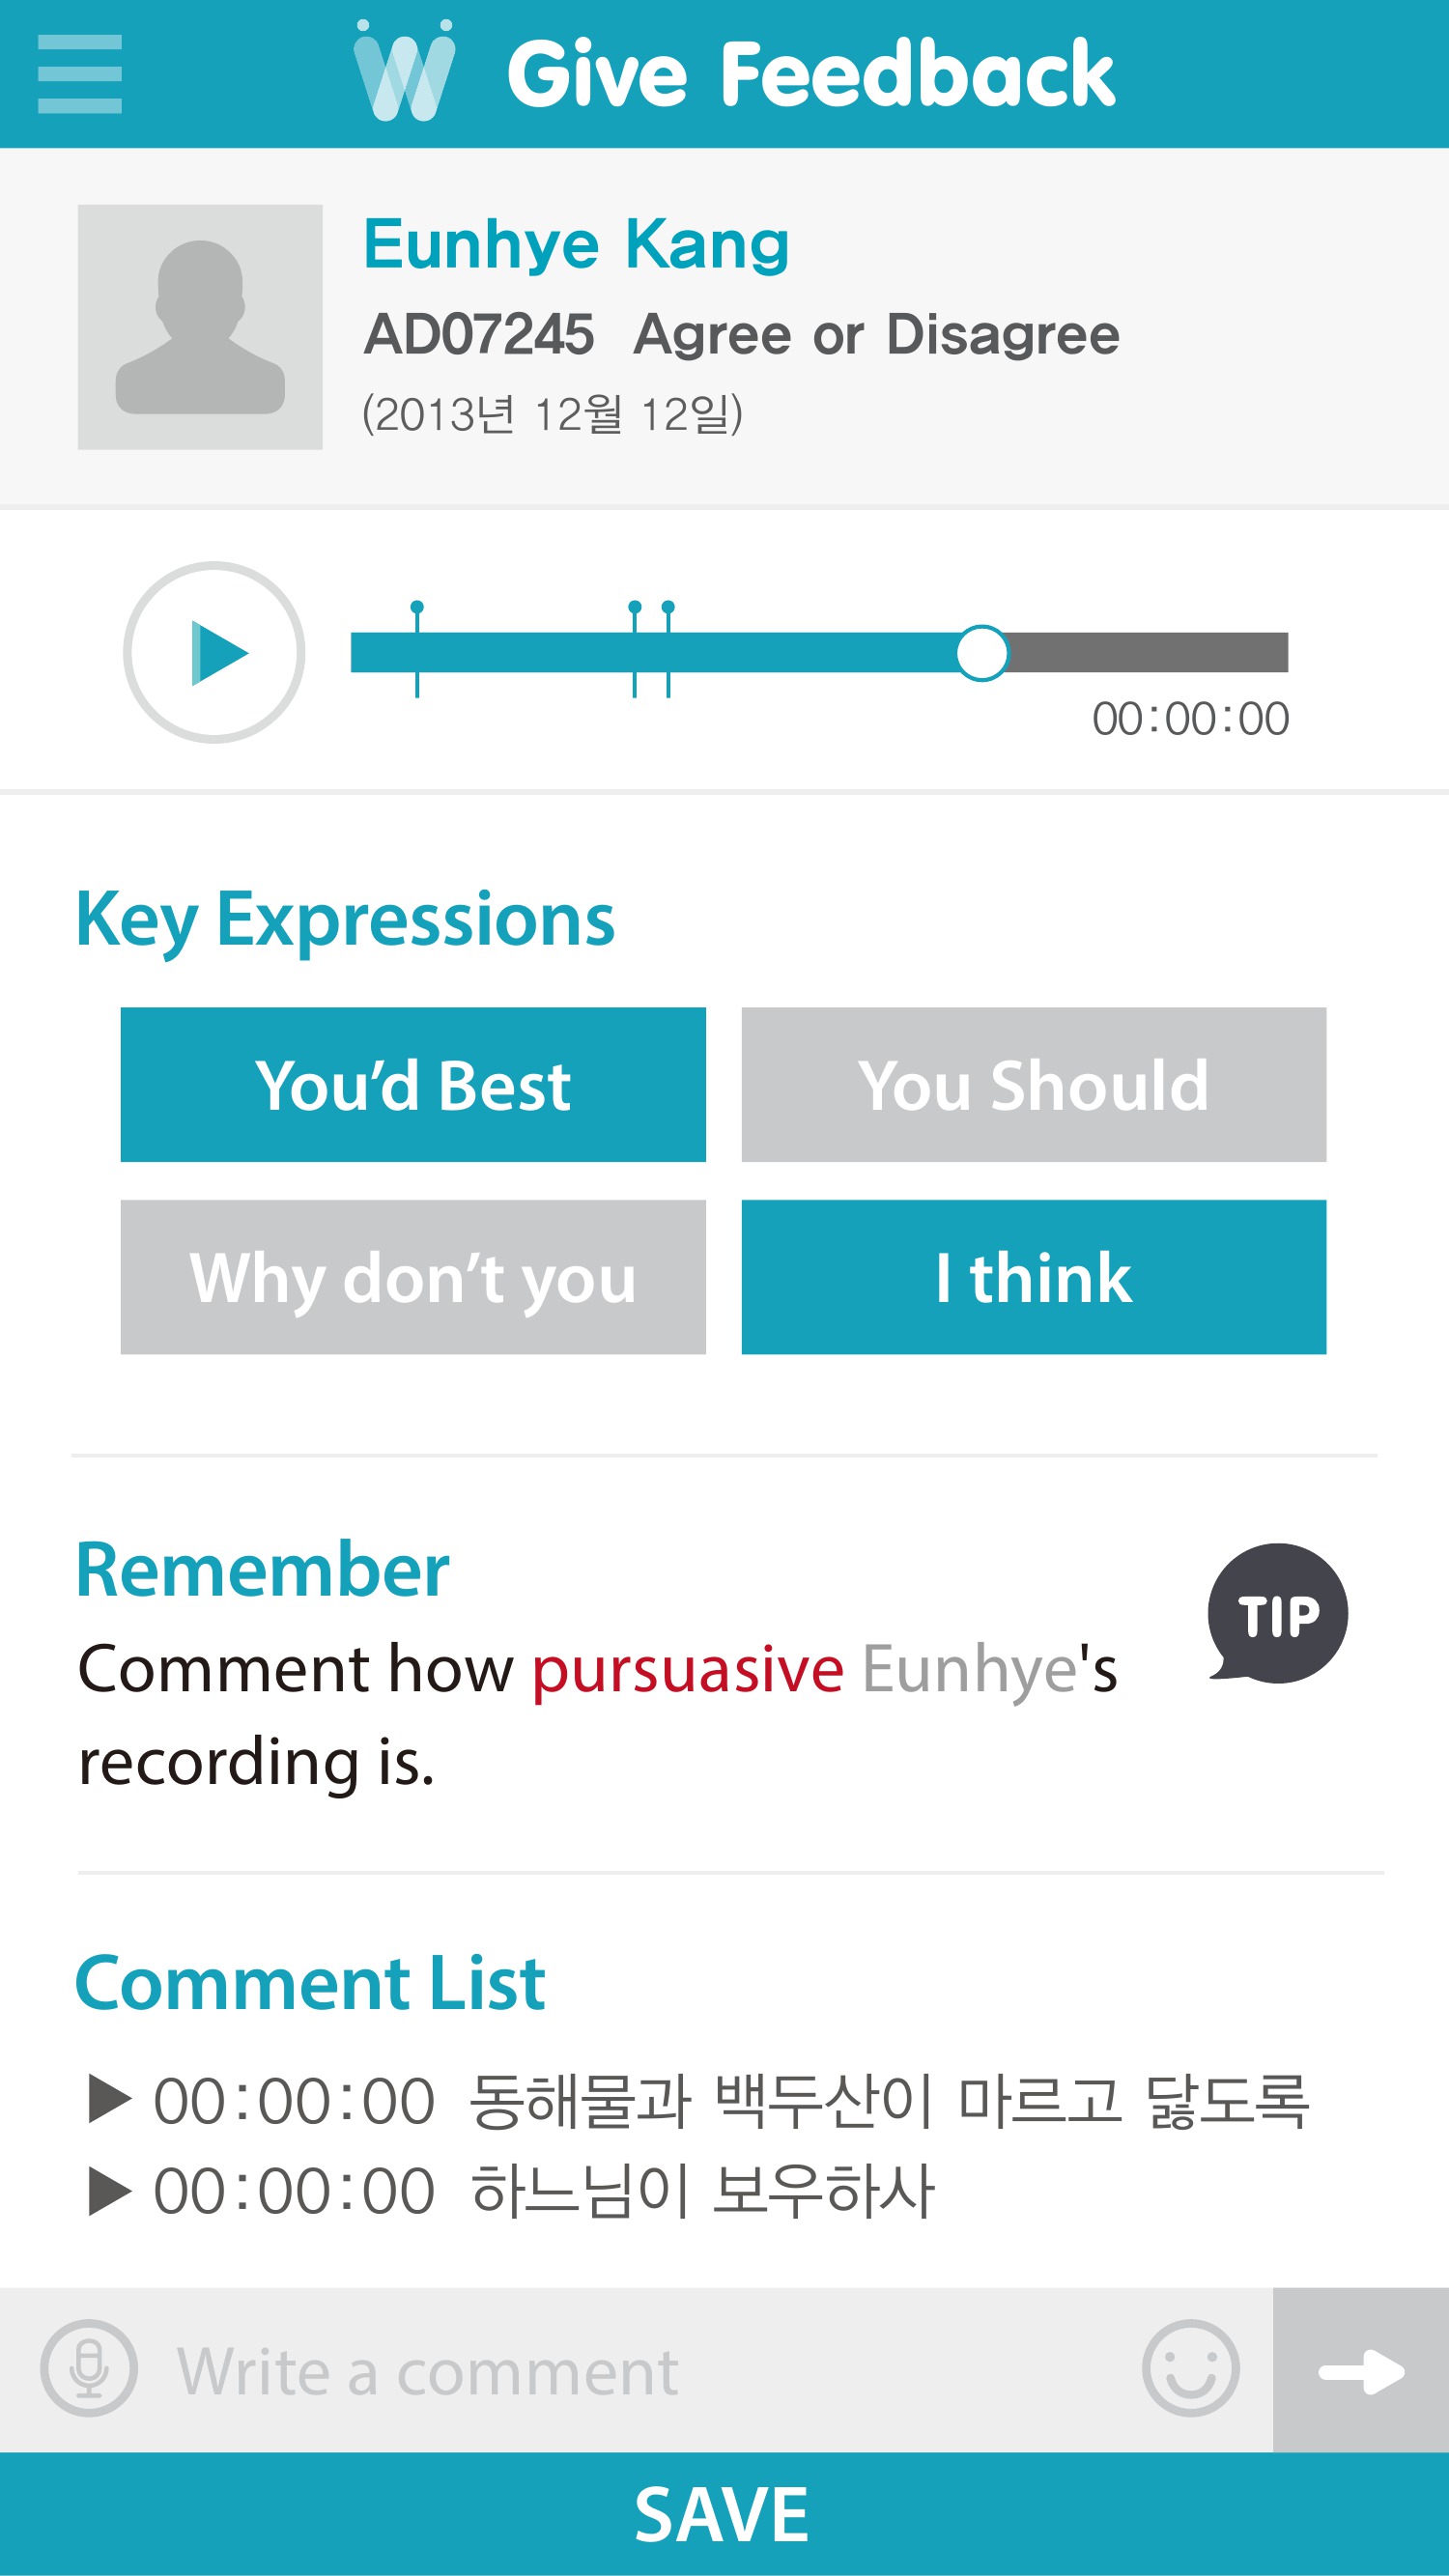 Give Feedback
Eunhye Kang
AD07245 Agree or Disagree
(2013년 12월 12일)
00:00:00
Key Expressions
You’d Best
You Should
Why don’t you
I think
Remember
TIP
Comment how pursuasive Eunhye's
recording is.
Comment List
00:00:00 동해물과 백두산이 마르고 닳도록
00:00:00 하느님이 보우하사
Write a comment
SAVE